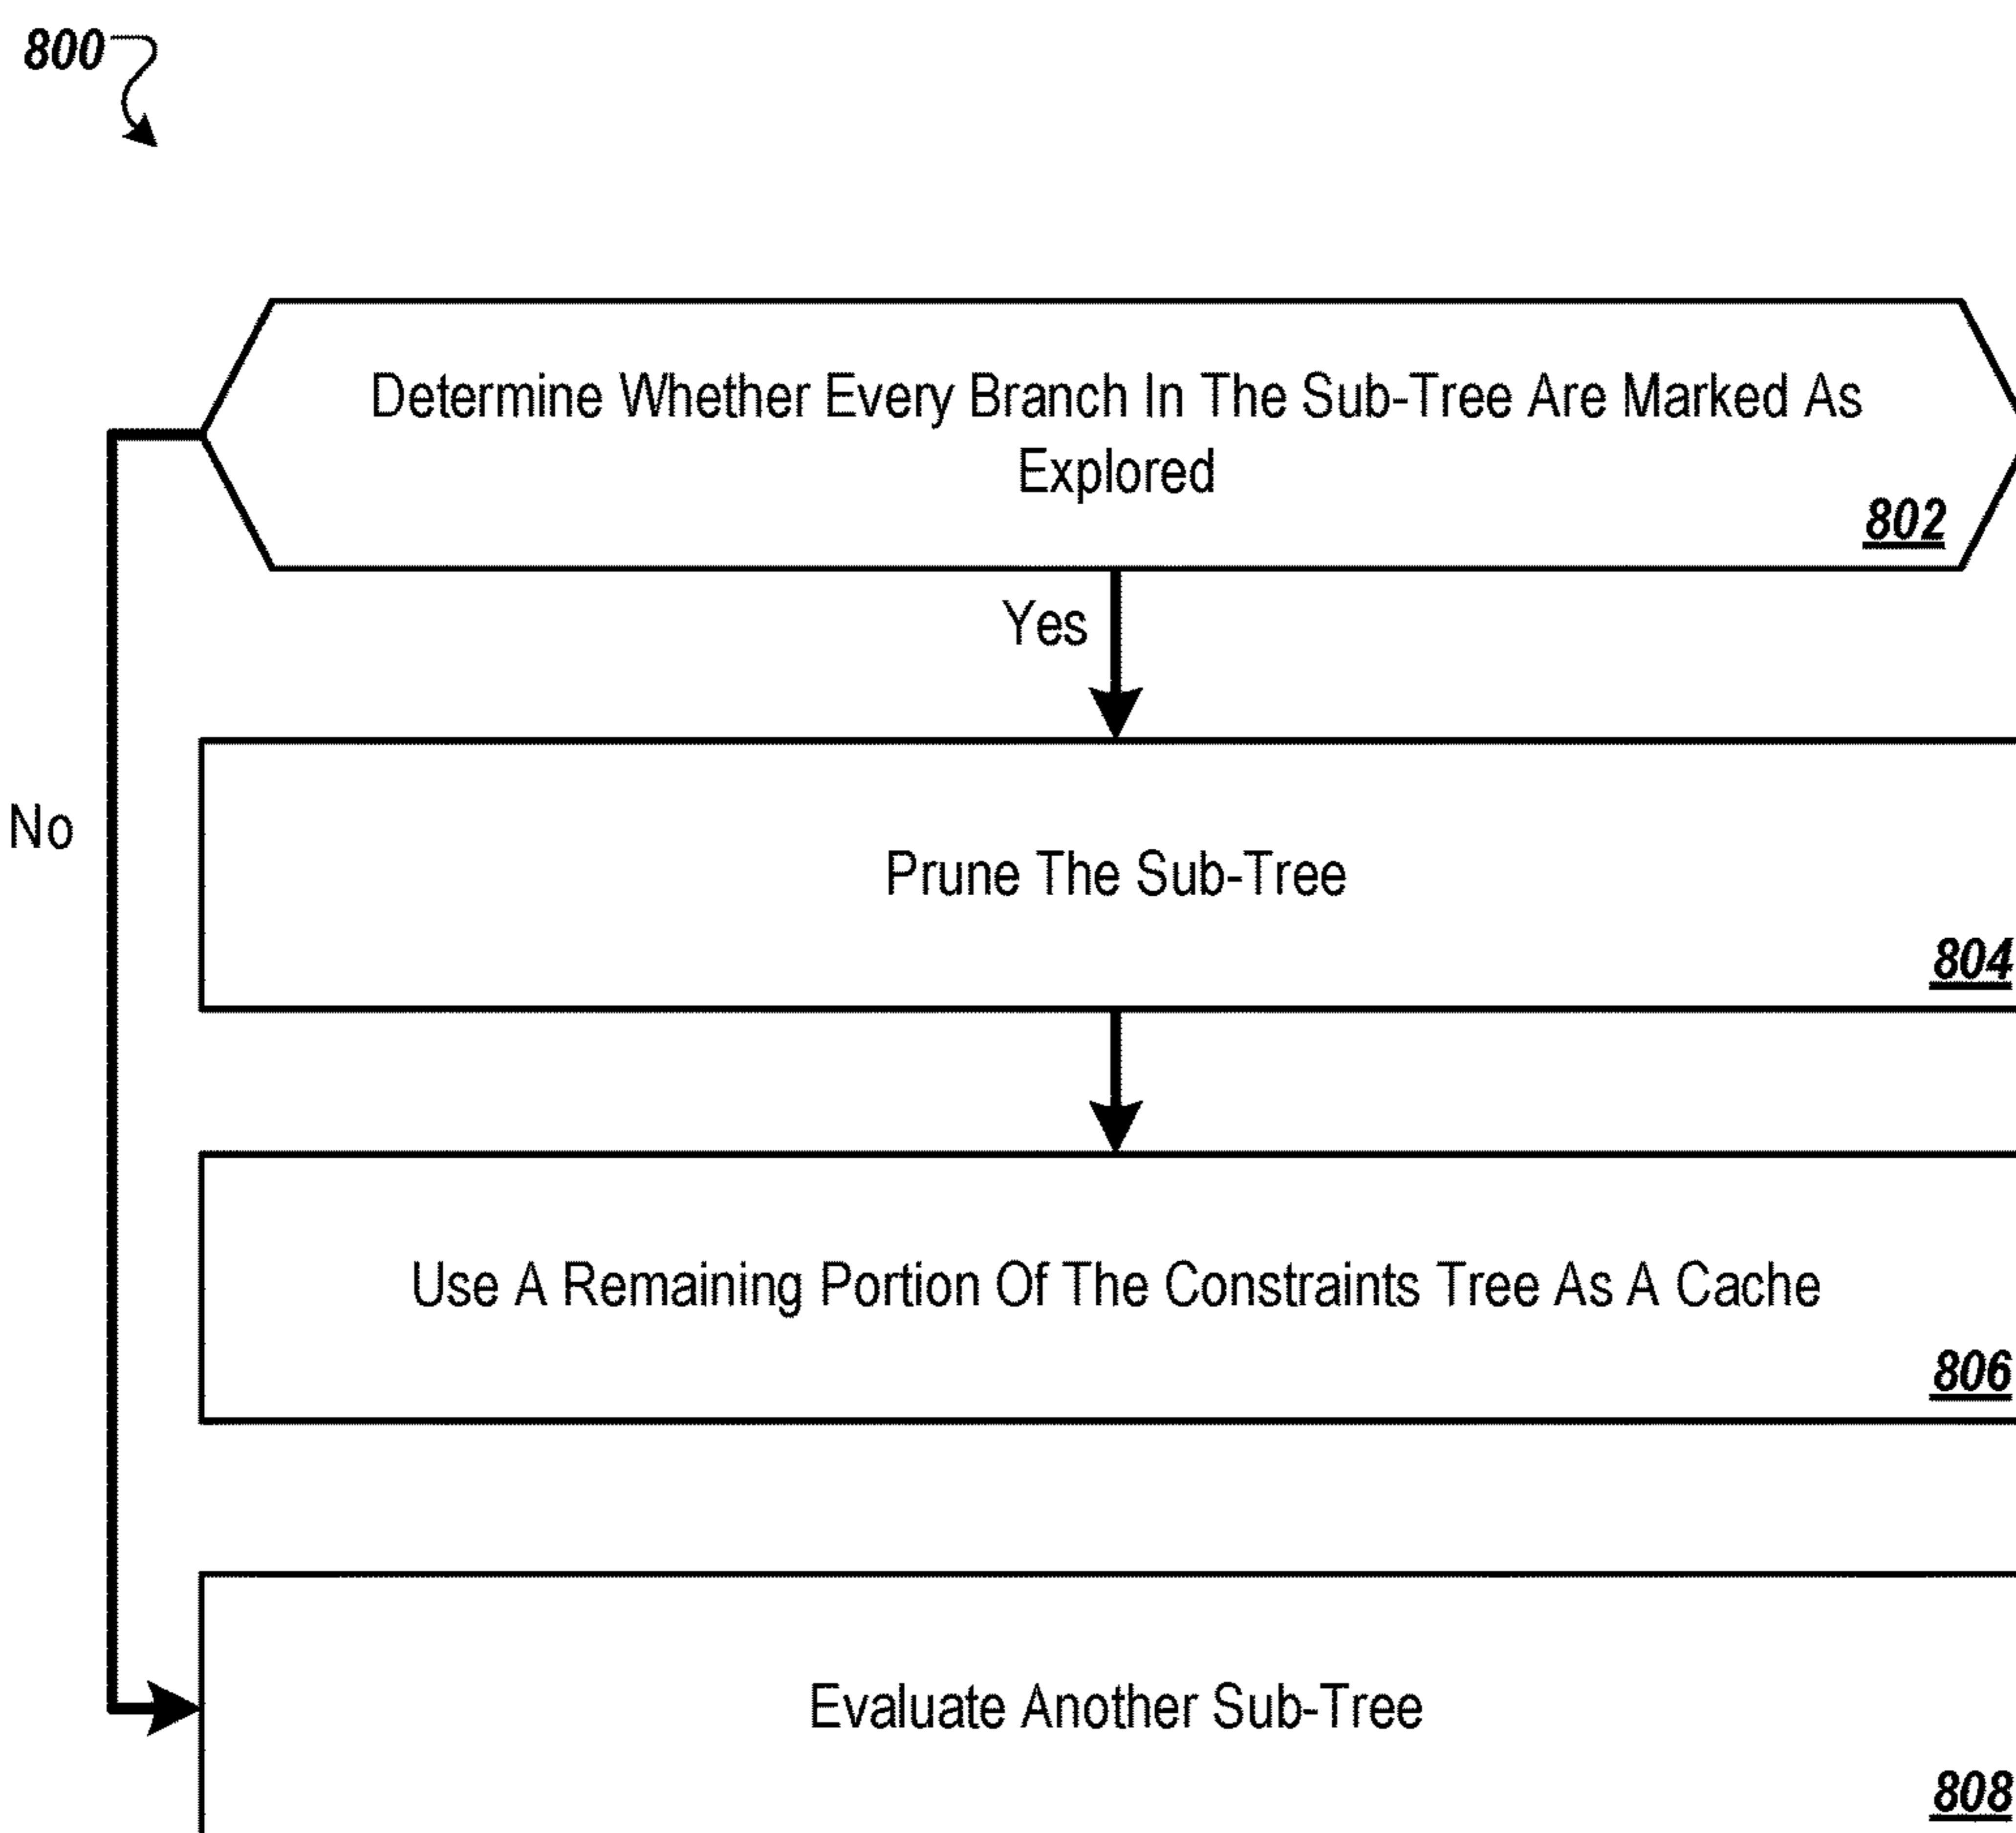 800
Determine Whether Every Branch In The Sub-Tree Are Marked As
Explored
802
Yes
No
Prune The Sub-Tree
804
Use A Remaining Portion Of The Constraints Tree As A Cache
806
Evaluate Another Sub-Tree
808